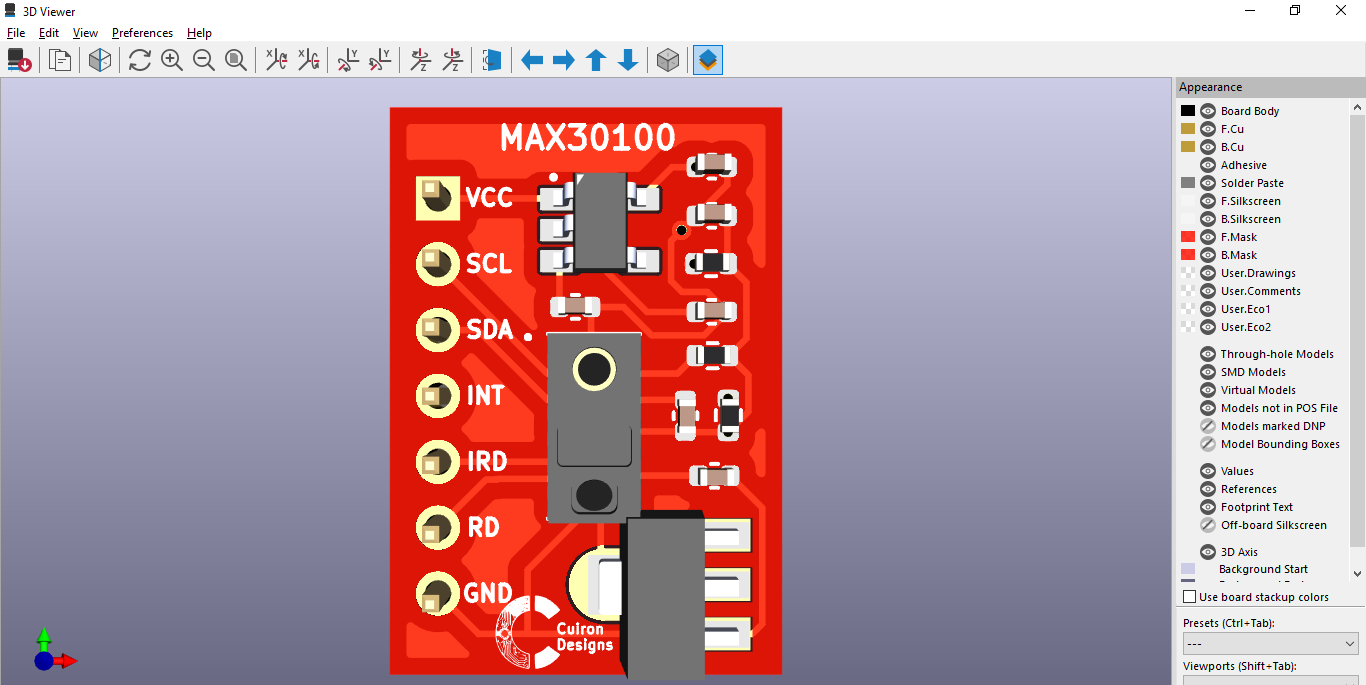 3D Viewer
File Edit View Preferences Help
Appearance
Board Body
F.Cu
B.Cu
Adhesive
Solder Paste
F.Silkscreen
B.Silkscreen
F.Mask
B.Mask
User.Drawings
User.Comments
User.Eco1
User.Eco2
Through-hole Models
SMD Models
Virtual Models
Models not in POS File
Models marked DNP
Model Bounding Boxes
Values
References
Footprint Text
Off-board Silkscreen
3D Axis
Background Start
Use board stackup colors
Presets (Ctrl+Tab):
---
Viewports (Shift+Tab):
MAX30100
VCC
SCL
SDA
INT
IRD
RD
GND
Cuiron
Designs
X
X
Y
Y
Z
Z